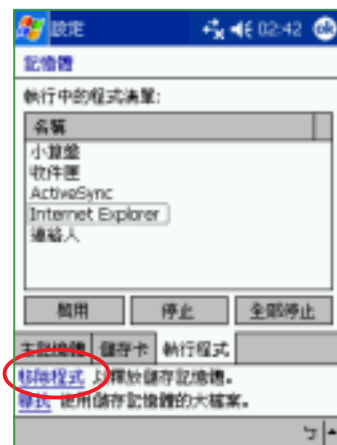 設定 02:42 ok
記憶體
執行中的程式清單:
名稱
小算盤
收件匣
ActiveSync
Internet Explorer
連絡人
啟用 停止 全部停止
主記憶體 儲存卡 執行程式
移除程式 以釋放儲存記憶體。
尋找 使用儲存記憶體的大檔案。
ㄅ